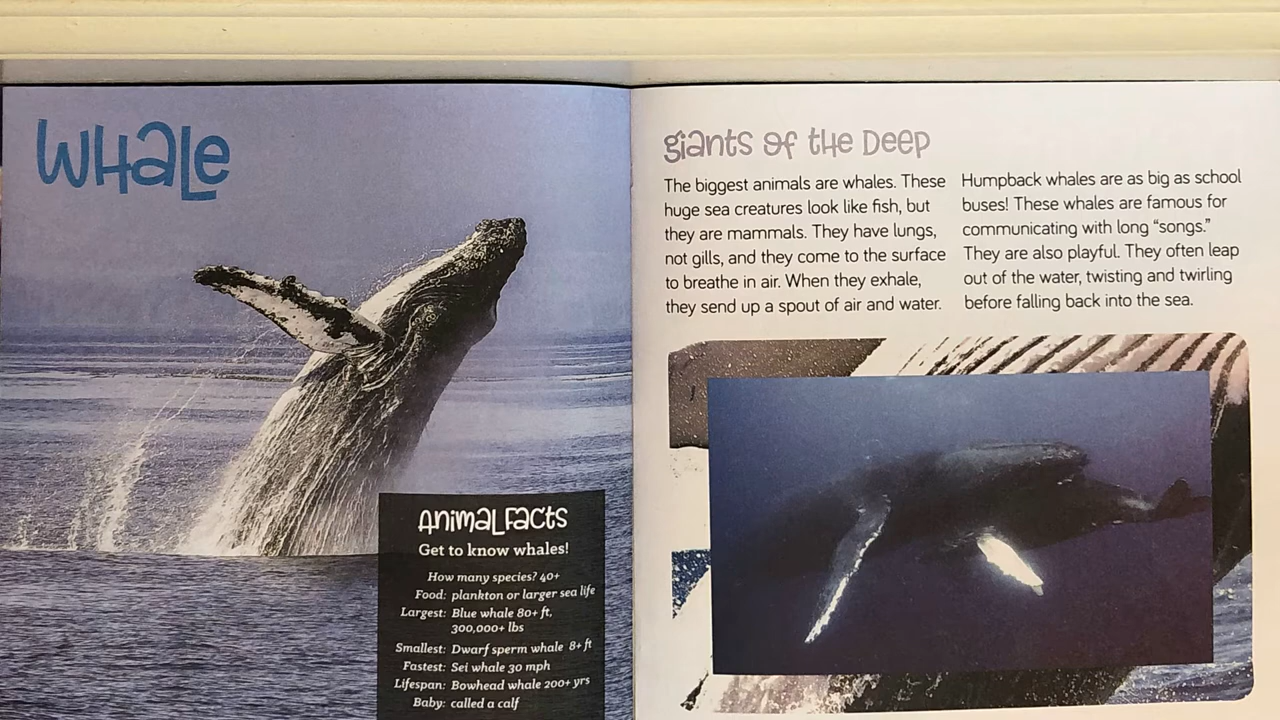 WHaLe
ANimaL Facts
Get to know whales!
How many species? 40+
Food: plankton or larger sea life
Largest: Blue whale 80+ ft,
300,000+ lbs
Smallest: Dwarf sperm whale 8+ ft
Fastest: Sei whale 30 mph
Lifespan: Bowhead whale 200+ yrs
Baby: called a calf
giants of the Deep
The biggest animals are whales. These
huge sea creatures look like fish, but
they are mammals. They have lungs,
not gills, and they come to the surface
to breathe in air. When they exhale,
they send up a spout of air and water.
Humpback whales are as big as school
buses! These whales are famous for
communicating with long “songs.”
They are also playful. They often leap
out of the water, twisting and twirling
before falling back into the sea.